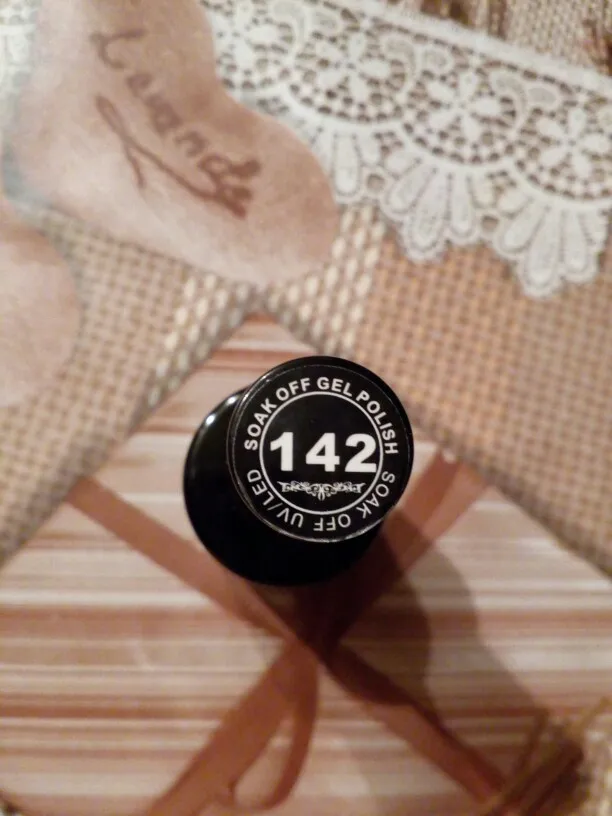 Lavande
SOAK OFF GEL POLISH
142
SOAK OFF UV/LED